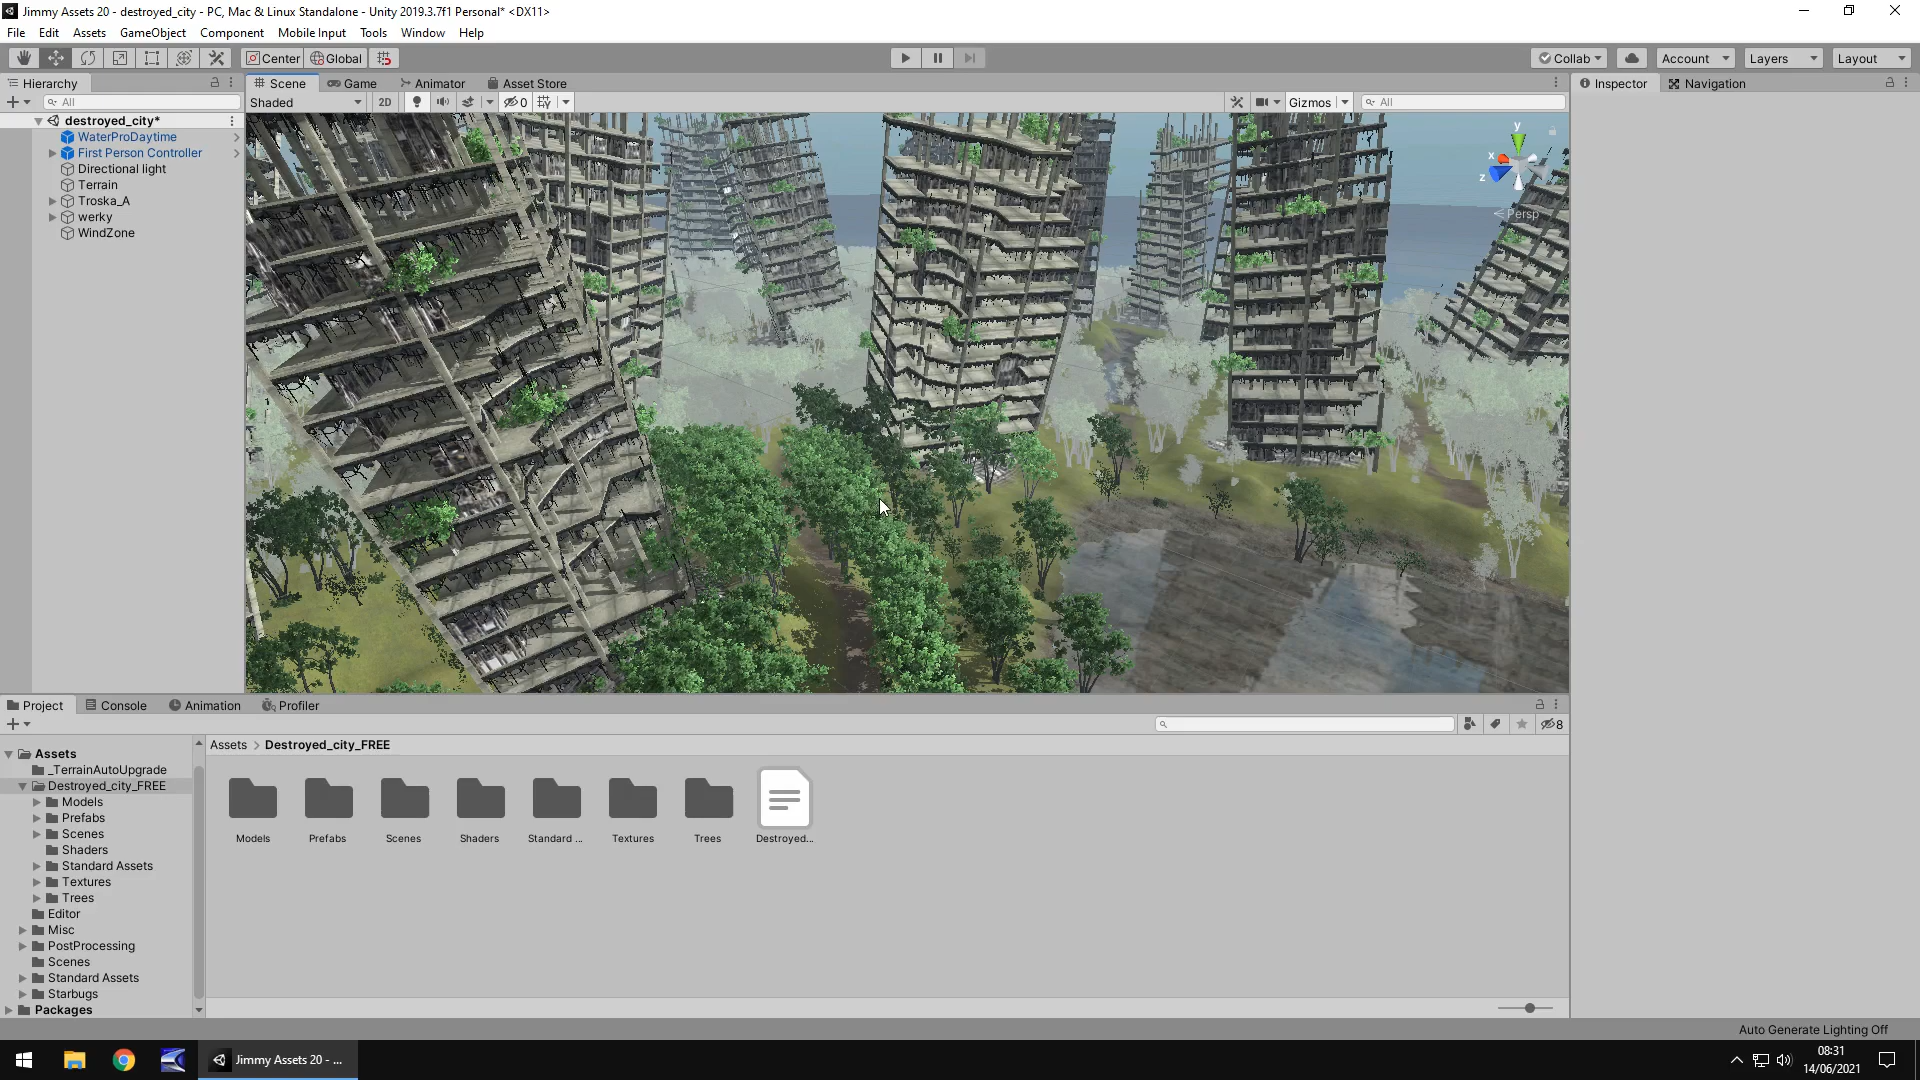 Jimmy Assets 20 - destroyed_city - PC, Mac & Linux Standalone - Unity 2019.3.7f1 Personal* <DX11>
File Edit Assets GameObject Component Mobile Input Tools Window Help
Center Global Collab Account Layers Layout
Hierarchy
All
destroyed_city*
WaterProDaytime
First Person Controller
Directional light
Terrain
Troska_A
werky
WindZone
Scene Game Animator Asset Store
Shaded 2D 0 Gizmos All
y
x
z
Persp
Inspector Navigation
Project Console Animation Profiler
8
Assets
_TerrainAutoUpgrade
Destroyed_city_FREE
Models
Prefabs
Scenes
Shaders
Standard Assets
Textures
Trees
Editor
Misc
PostProcessing
Scenes
Standard Assets
Starbugs
Packages
Assets > Destroyed_city_FREE
Models Prefabs Scenes Shaders Standard ... Textures Trees Destroyed...
Auto Generate Lighting Off
Jimmy Assets 20 - ...
08:31
14/06/2021